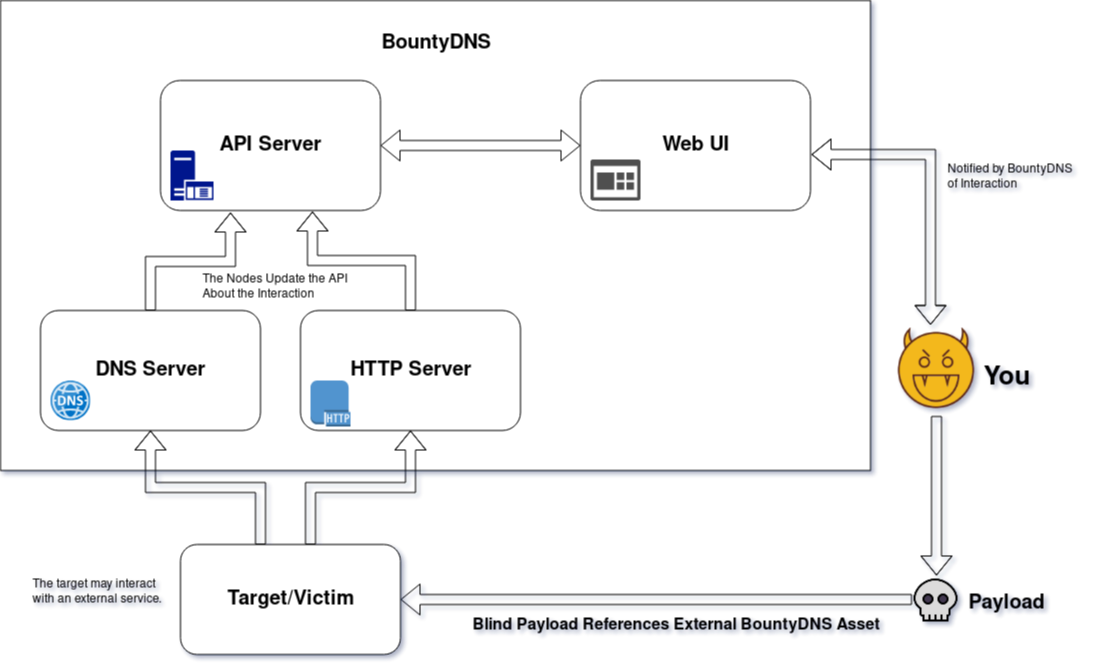 BountyDNS
API Server
Web UI
Notified by BountyDNS
of Interaction
The Nodes Update the API
About the Interaction
DNS Server
DNS
HTTP Server
HTTP
You
The target may interact
with an external service.
Target/Victim
Payload
Blind Payload References External BountyDNS Asset